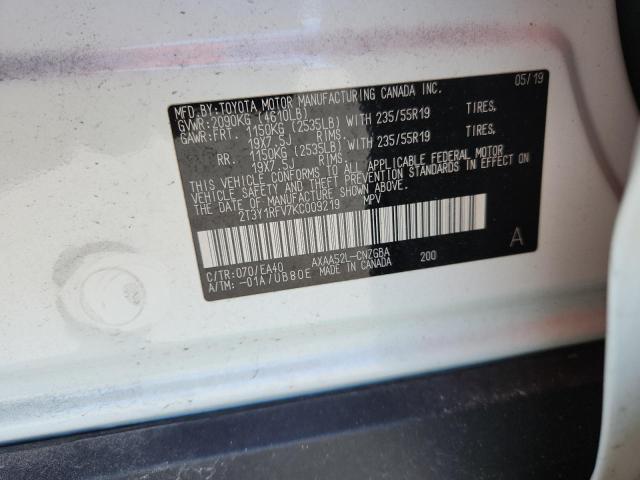 MFD.BY:TOYOTA MOTOR MANUFACTURING CANADA INC. 05/19
GVWR:2090KG (4610LB)
GAWR:FRT. 1150KG (2535LB) WITH 235/55R19 TIRES,
19X7.5J RIMS,
RR. 1150KG (2535LB) WITH 235/55R19 TIRES,
19X7.5J RIMS,
THIS VEHICLE CONFORMS TO ALL APPLICABLE FEDERAL MOTOR
VEHICLE SAFETY AND THEFT PREVENTION STANDARDS IN EFFECT ON
THE DATE OF MANUFACTURE SHOWN ABOVE.
2T3Y1RFV7KC009219 MPV
A
C/TR:070/EA40 AXAA52L-CNZGBA 200
A/TM: -01A/UB80E MADE IN CANADA